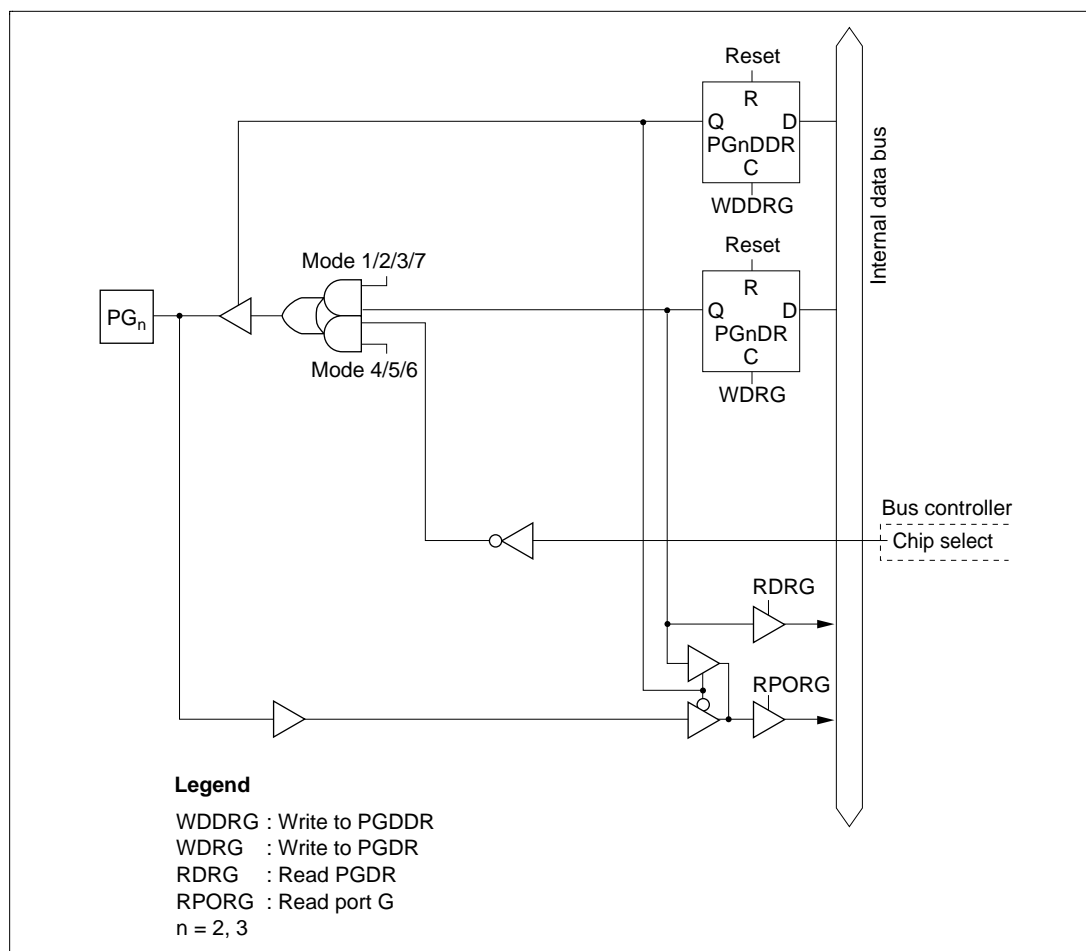 Reset
R
Q D
PGnDDR
C
WDDRG
Internal data bus
Reset
Mode 1/2/3/7
R
PGn
Q D
PGnDR
C
Mode 4/5/6
WDRG
Bus controller
Chip select
RDRG
RPORG
Legend
WDDRG : Write to PGDDR
WDRG : Write to PGDR
RDRG : Read PGDR
RPORG : Read port G
n = 2, 3